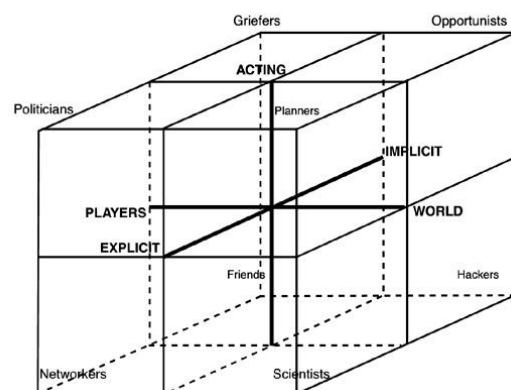 Griefers
Opportunists
ACTING
Politicians
Planners
IMPLICIT
PLAYERS
WORLD
EXPLICIT
Friends
Hackers
Networkers
Scientists